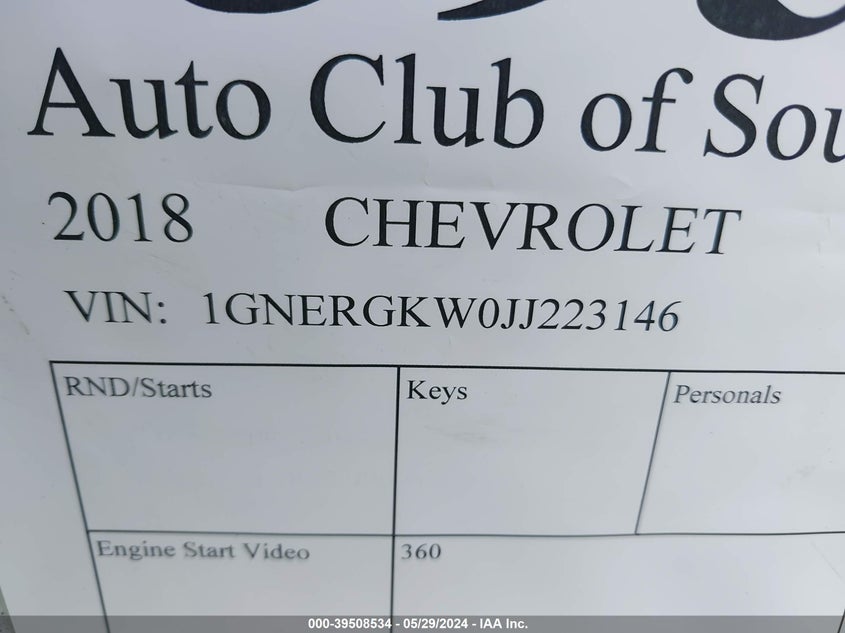 Auto Club of Sou
2018 CHEVROLET
VIN: 1GNERGKW0JJ223146
RND/Starts Keys Personals
Engine Start Video 360
000-39508534 - 05/29/2024 - IAA Inc.